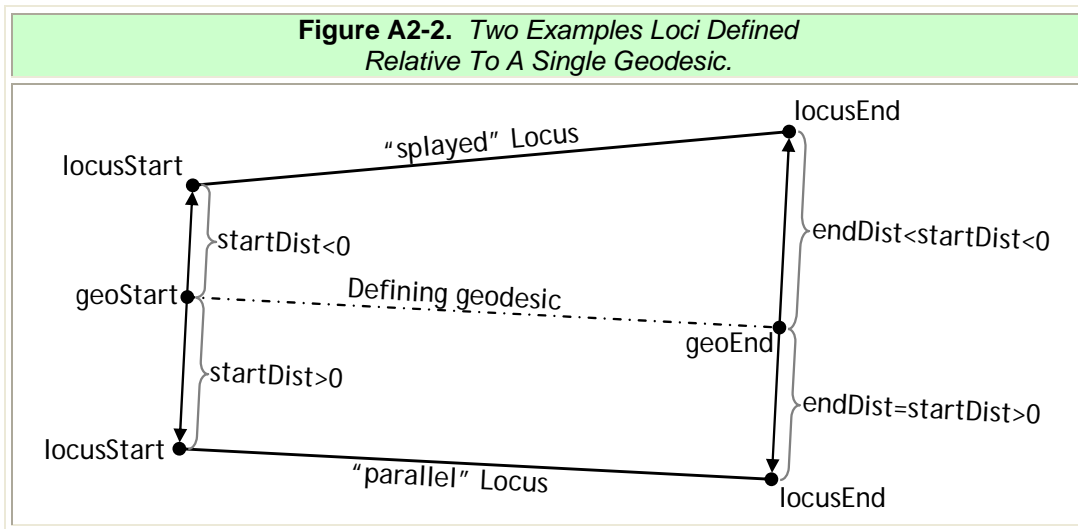 Figure A2-2. Two Examples Loci Defined
Relative To A Single Geodesic.
locusEnd
“splayed” Locus
locusStart
startDist<0
endDist<startDist<0
geoStart
Defining geodesic
geoEnd
startDist>0
endDist=startDist>0
locusStart
“parallel” Locus
locusEnd